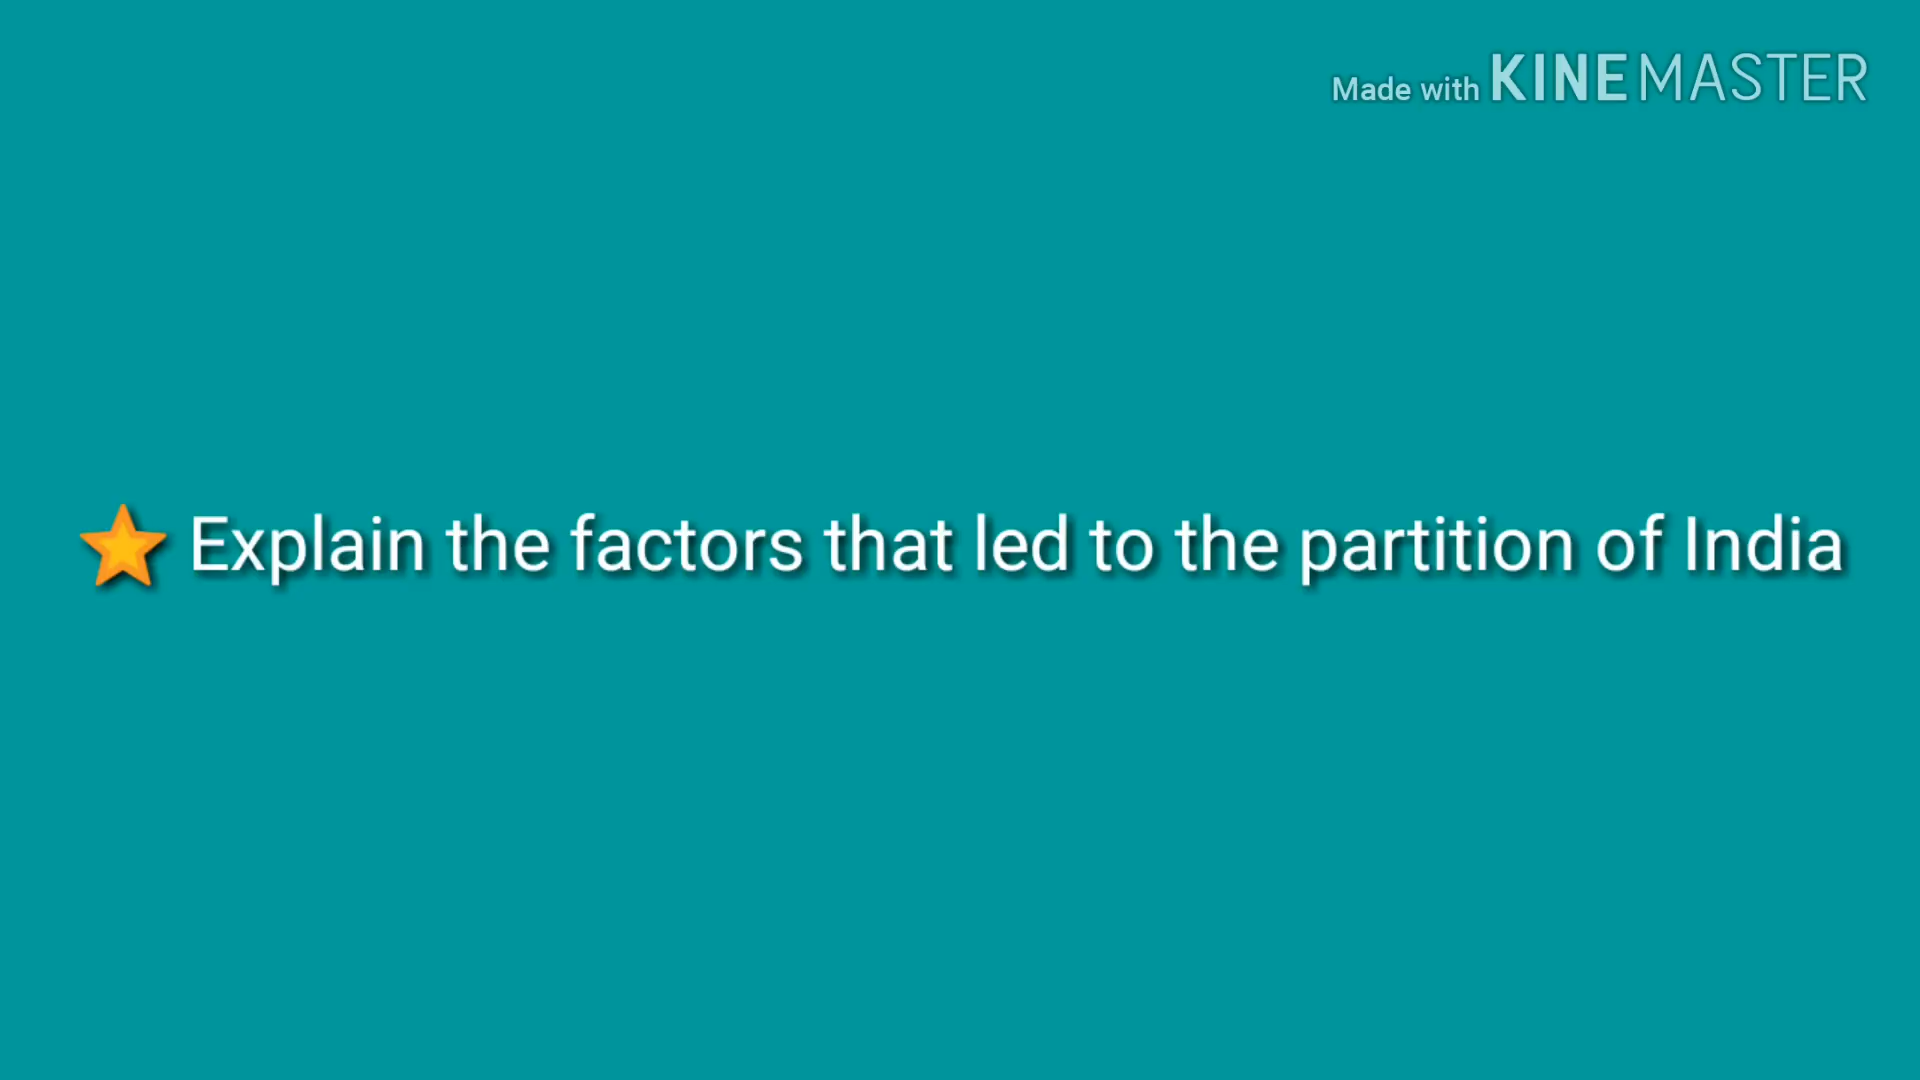 Made with KINEMASTER
⭐ Explain the factors that led to the partition of India